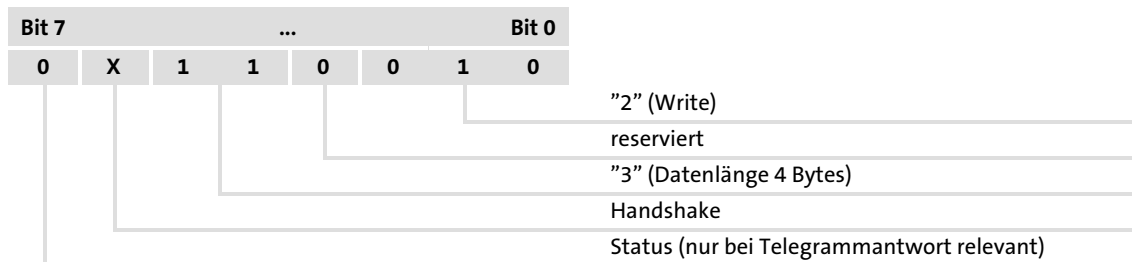 Bit 7 ... Bit 0
0 X 1 1 0 0 1 0
”2” (Write)
reserviert
”3” (Datenlänge 4 Bytes)
Handshake
Status (nur bei Telegrammantwort relevant)